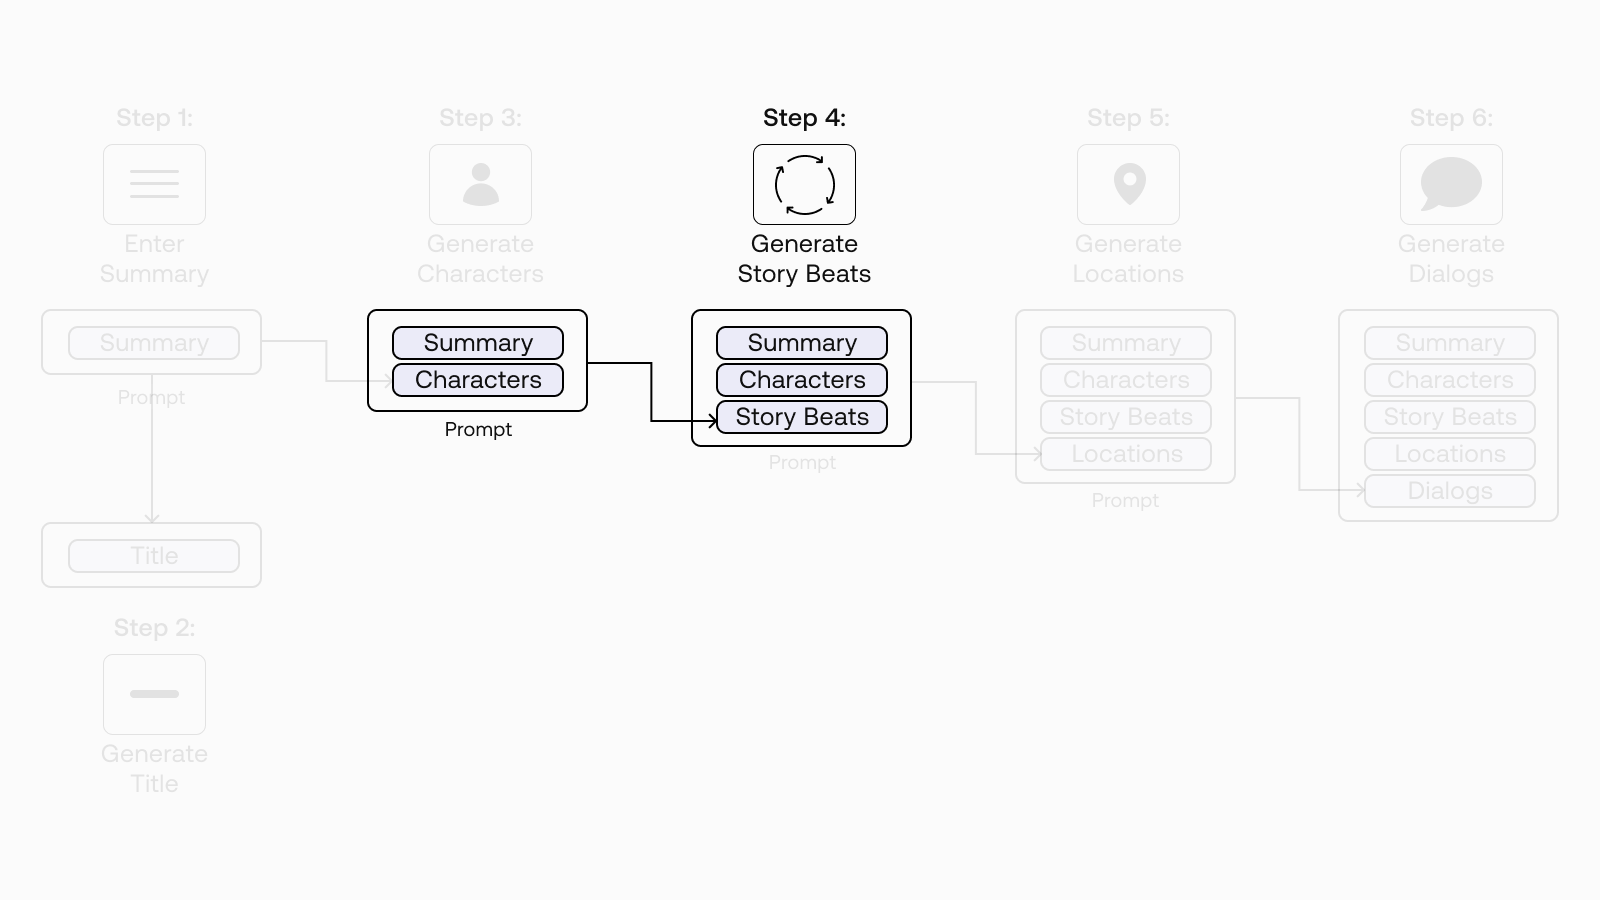 Step 1:
Enter
Summary
Summary
Prompt
Title
Step 2:
Generate
Title
Step 3:
Generate
Characters
Summary
Characters
Prompt
Step 4:
Generate
Story Beats
Summary
Characters
Story Beats
Prompt
Step 5:
Generate
Locations
Summary
Characters
Story Beats
Locations
Prompt
Step 6:
Generate
Dialogs
Summary
Characters
Story Beats
Locations
Dialogs